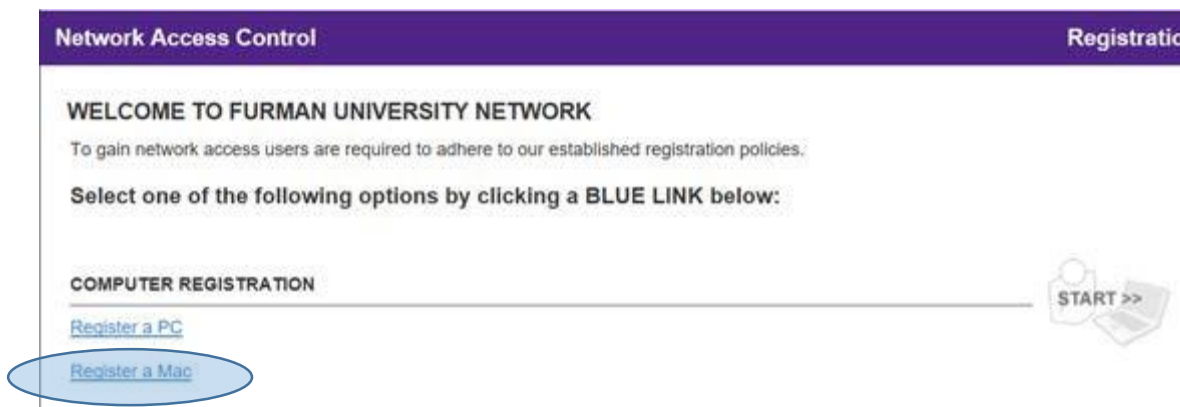 Network Access Control Registratio
WELCOME TO FURMAN UNIVERSITY NETWORK
To gain network access users are required to adhere to our established registration policies.
Select one of the following options by clicking a BLUE LINK below:
COMPUTER REGISTRATION
START >>
Register a PC
Register a Mac